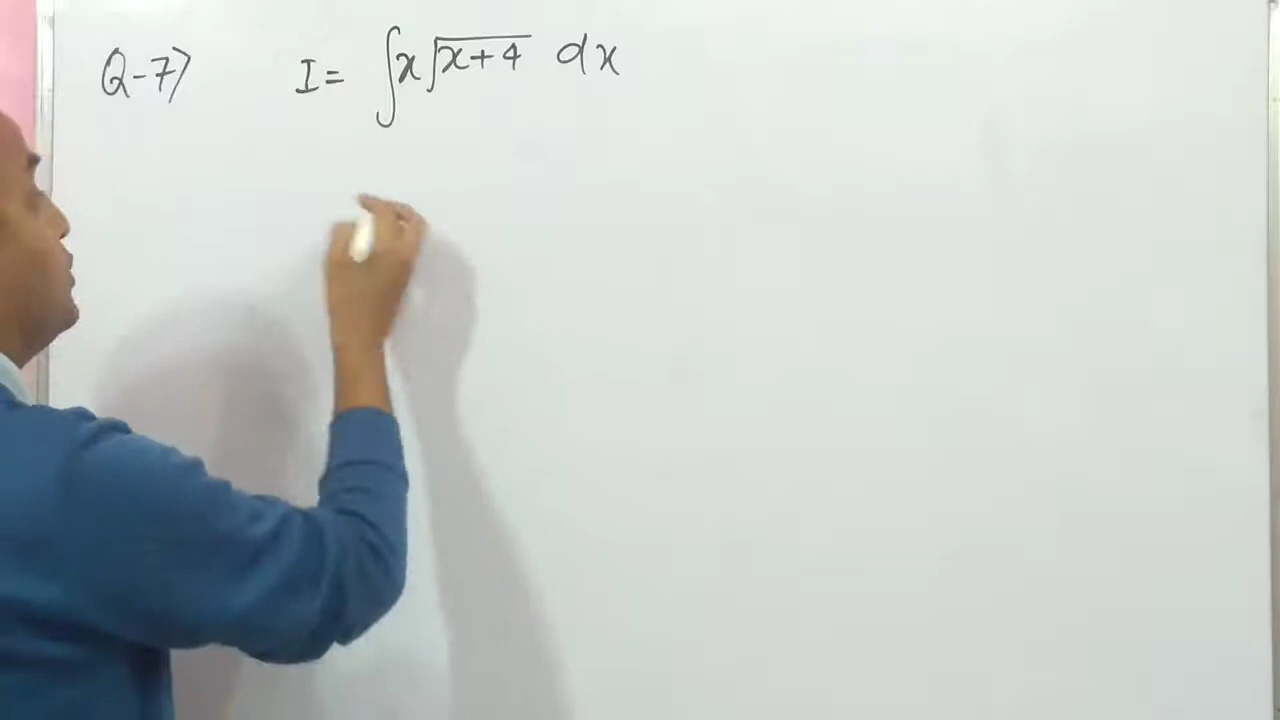 Q-7) I = ∫x√(x+4) dx